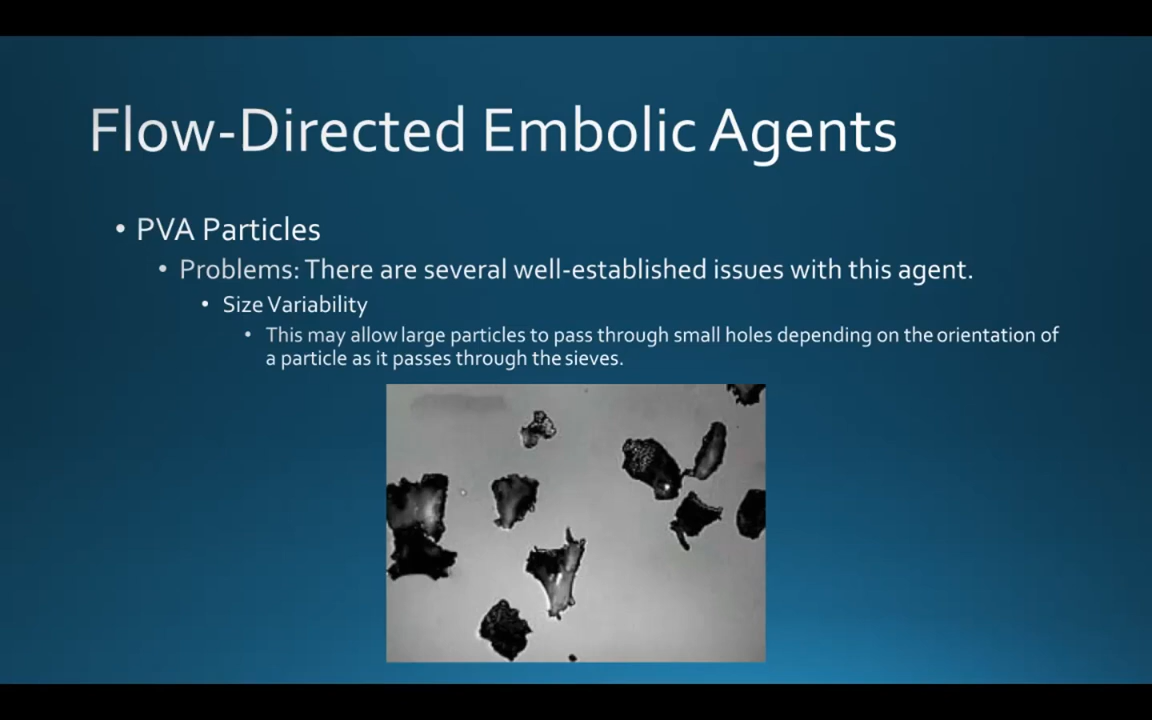 Flow-Directed Embolic Agents
• PVA Particles
• Problems: There are several well-established issues with this agent.
• Size Variability
• This may allow large particles to pass through small holes depending on the orientation of
a particle as it passes through the sieves.